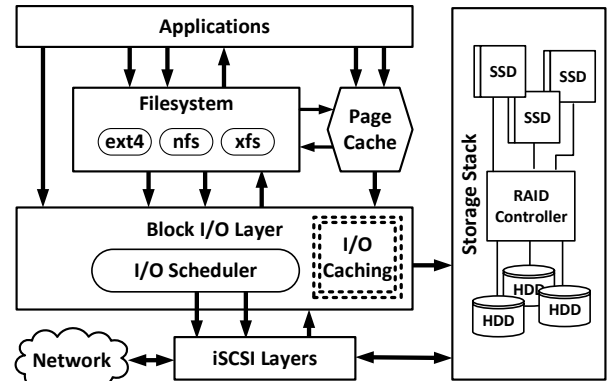 Applications
Filesystem
ext4
nfs
xfs
Page
Cache
Block I/O Layer
I/O Scheduler
I/O
Caching
iSCSI Layers
Network
Storage Stack
SSD
SSD
SSD
RAID
Controller
HDD
HDD
HDD